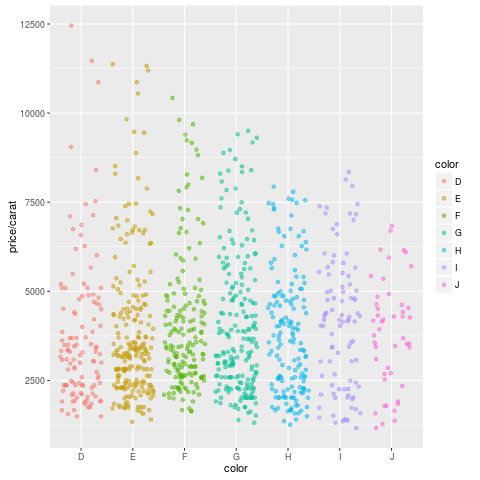 12500
10000
7500
5000
2500
price/carat
D E F G H I J
color
color
D
E
F
G
H
I
J